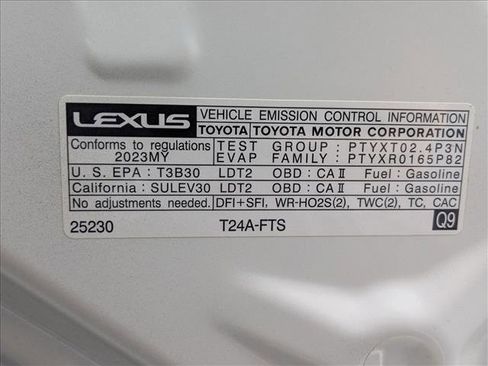 LEXUS VEHICLE EMISSION CONTROL INFORMATION
TOYOTA TOYOTA MOTOR CORPORATION
Conforms to regulations TEST GROUP : PTYXT02.4P3N
2023MY EVAP FAMILY : PTYXR0165P82
U.S. EPA : T3B30 LDT2 OBD : CA II Fuel : Gasoline
California : SULEV30 LDT2 OBD : CA II Fuel : Gasoline
No adjustments needed. DFI+SFI, WR-HO2S(2), TWC(2), TC, CAC
25230 T24A-FTS Q9